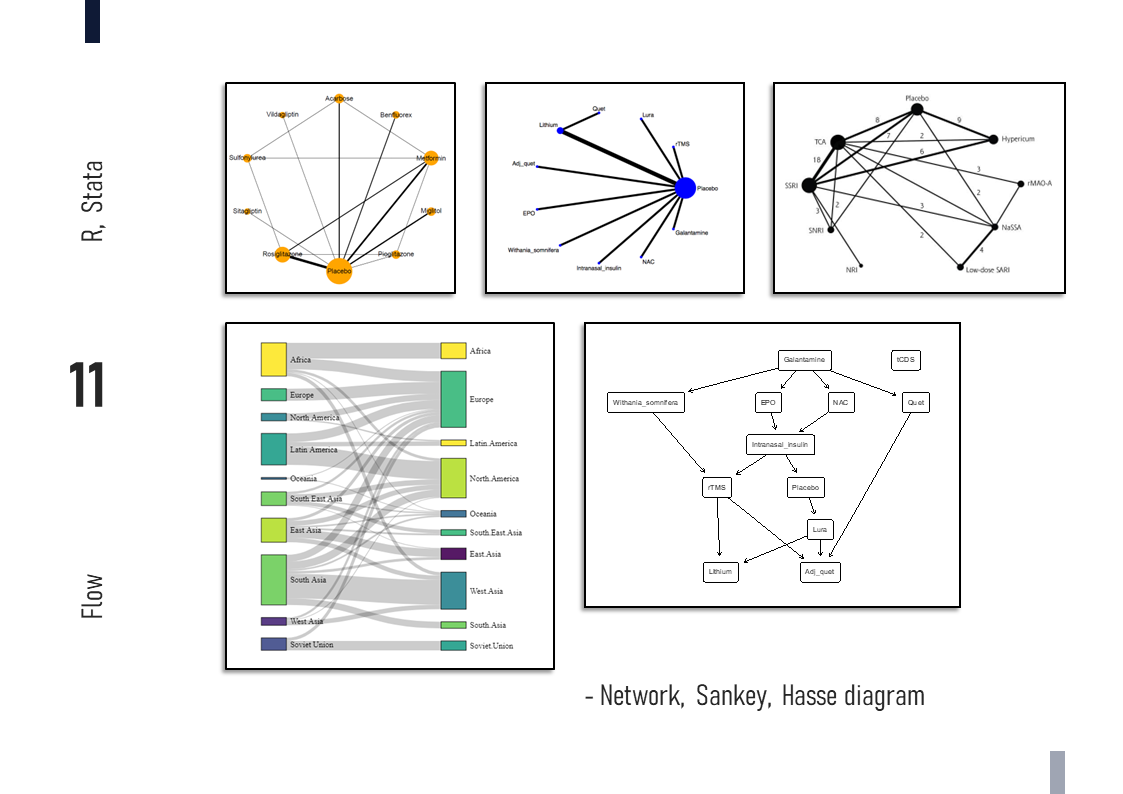 R, Stata
11
Flow
Acarbose
Vildagliptin
Benfluorex
Sulfonylurea
Metformin
Sitagliptin
Miglitol
Rosiglitazone
Pioglitazone
Placebo
Quet
Lura
Lithium
rTMS
Adj_quet
Placebo
EPO
Galantamine
Withania_somnifera
NAC
Intranasal_insulin
Placebo
8
9
7
2
TCA
Hypericum
6
18
3
SSRI
rMAO-A
2
2
3
3
SNRI
NaSSA
2
4
NRI
Low-dose SARI
Africa
Europe
North America
Latin America
Oceania
South East Asia
East Asia
South Asia
West Asia
Soviet Union
Africa
Europe
Latin.America
North.America
Oceania
South.East.Asia
East.Asia
West.Asia
South.Asia
Soviet.Union
Galantamine
tCDS
Withania_somnifera
EPO
NAC
Quet
Intranasal_insulin
rTMS
Placebo
Lura
Lithium
Adj_quet
- Network, Sankey, Hasse diagram